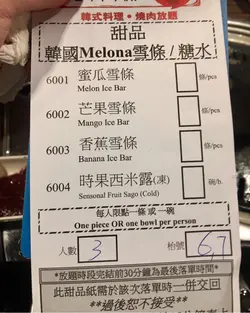 韓式料理・燒肉放題
甜品
韓國Melona雪條/糖水
6001 蜜瓜雪條 條/pcs
Melon Ice Bar
6002 芒果雪條 條/pcs
Mango Ice Bar
6003 香蕉雪條 條/pcs
Banana Ice Bar
6004 時果西米露(凍) 碗/b.
Sensonal Fruit Sago (Cold)
每人限點一條 或 一碗
One piece OR one bowl per person
人數 3 枱號 6,7
*放題時段完結前30分鐘為最後落單時間*
此甜品紙需於該次落單時一併交回
**過後恕不接受**